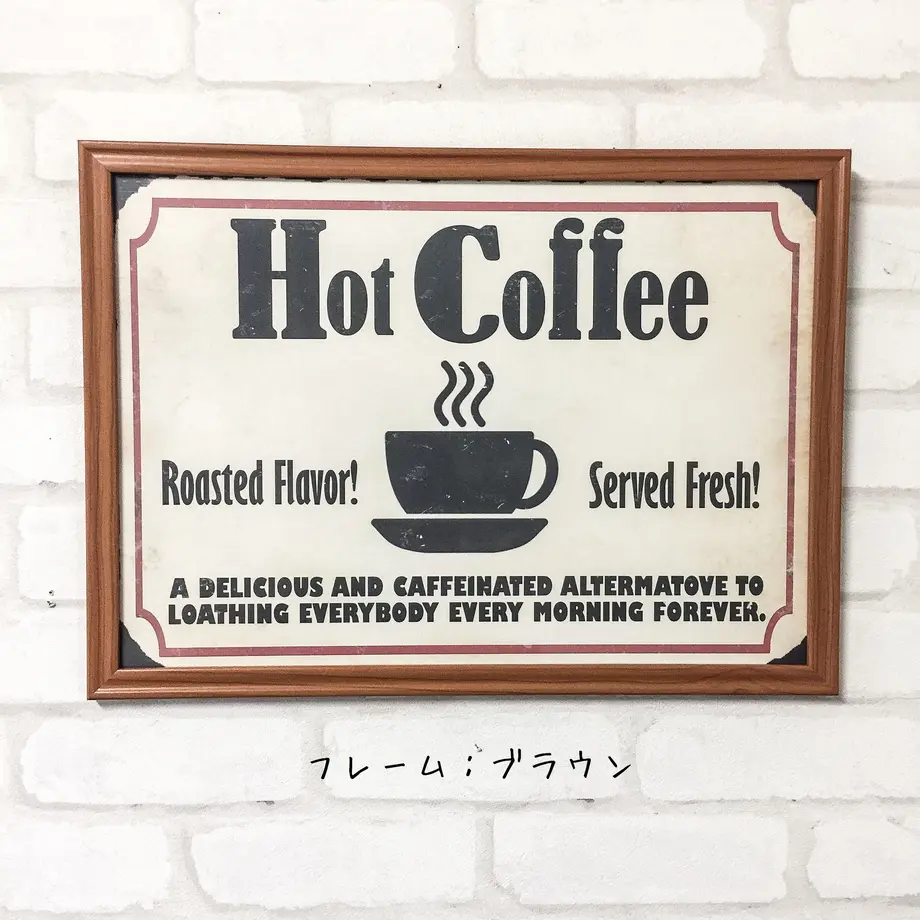 Hot Coffee
Roasted Flavor!
Served Fresh!
A DELICIOUS AND CAFFEINATED ALTERMATOVE TO
LOATHING EVERYBODY EVERY MORNING FOREVER.
フレーム：ブラウン